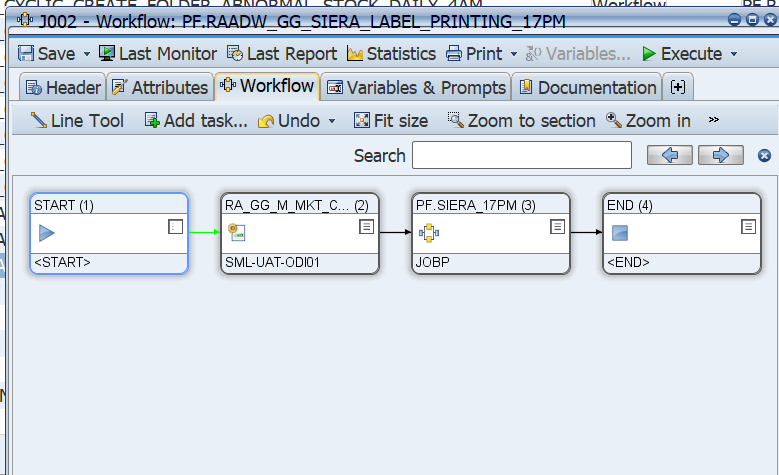 CYCLIC_CREATE_FOLDER_ABNORMAL_STOCK_DAILY_4AM Workflow
J002 - Workflow: PF.RAADW_GG_SIERA_LABEL_PRINTING_17PM
Save Last Monitor Last Report Statistics Print Variables... Execute
Header Attributes Workflow Variables & Prompts Documentation [+]
Line Tool Add task... Undo Fit size Zoom to section Zoom in »
Search
START (1) RA_GG_M_MKT_C... (2) PF.SIERA_17PM (3) END (4)
<START> SML-UAT-ODI01 JOBP <END>